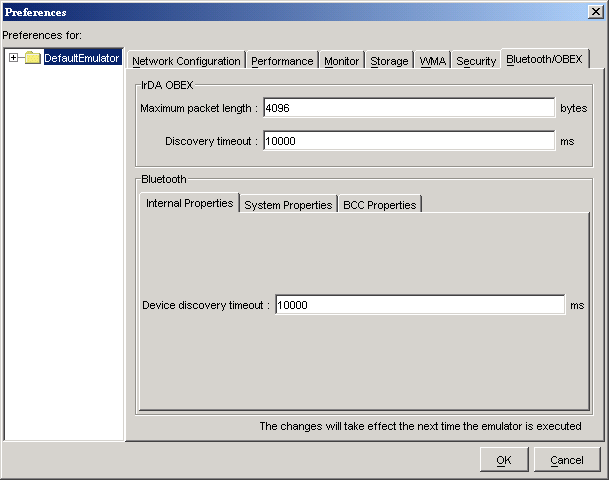 Preferences
Preferences for:
DefaultEmulator
Network Configuration Performance Monitor Storage WMA Security Bluetooth/OBEX
IrDA OBEX
Maximum packet length : 4096 bytes
Discovery timeout : 10000 ms
Bluetooth
Internal Properties System Properties BCC Properties
Device discovery timeout : 10000 ms
The changes will take effect the next time the emulator is executed
OK Cancel